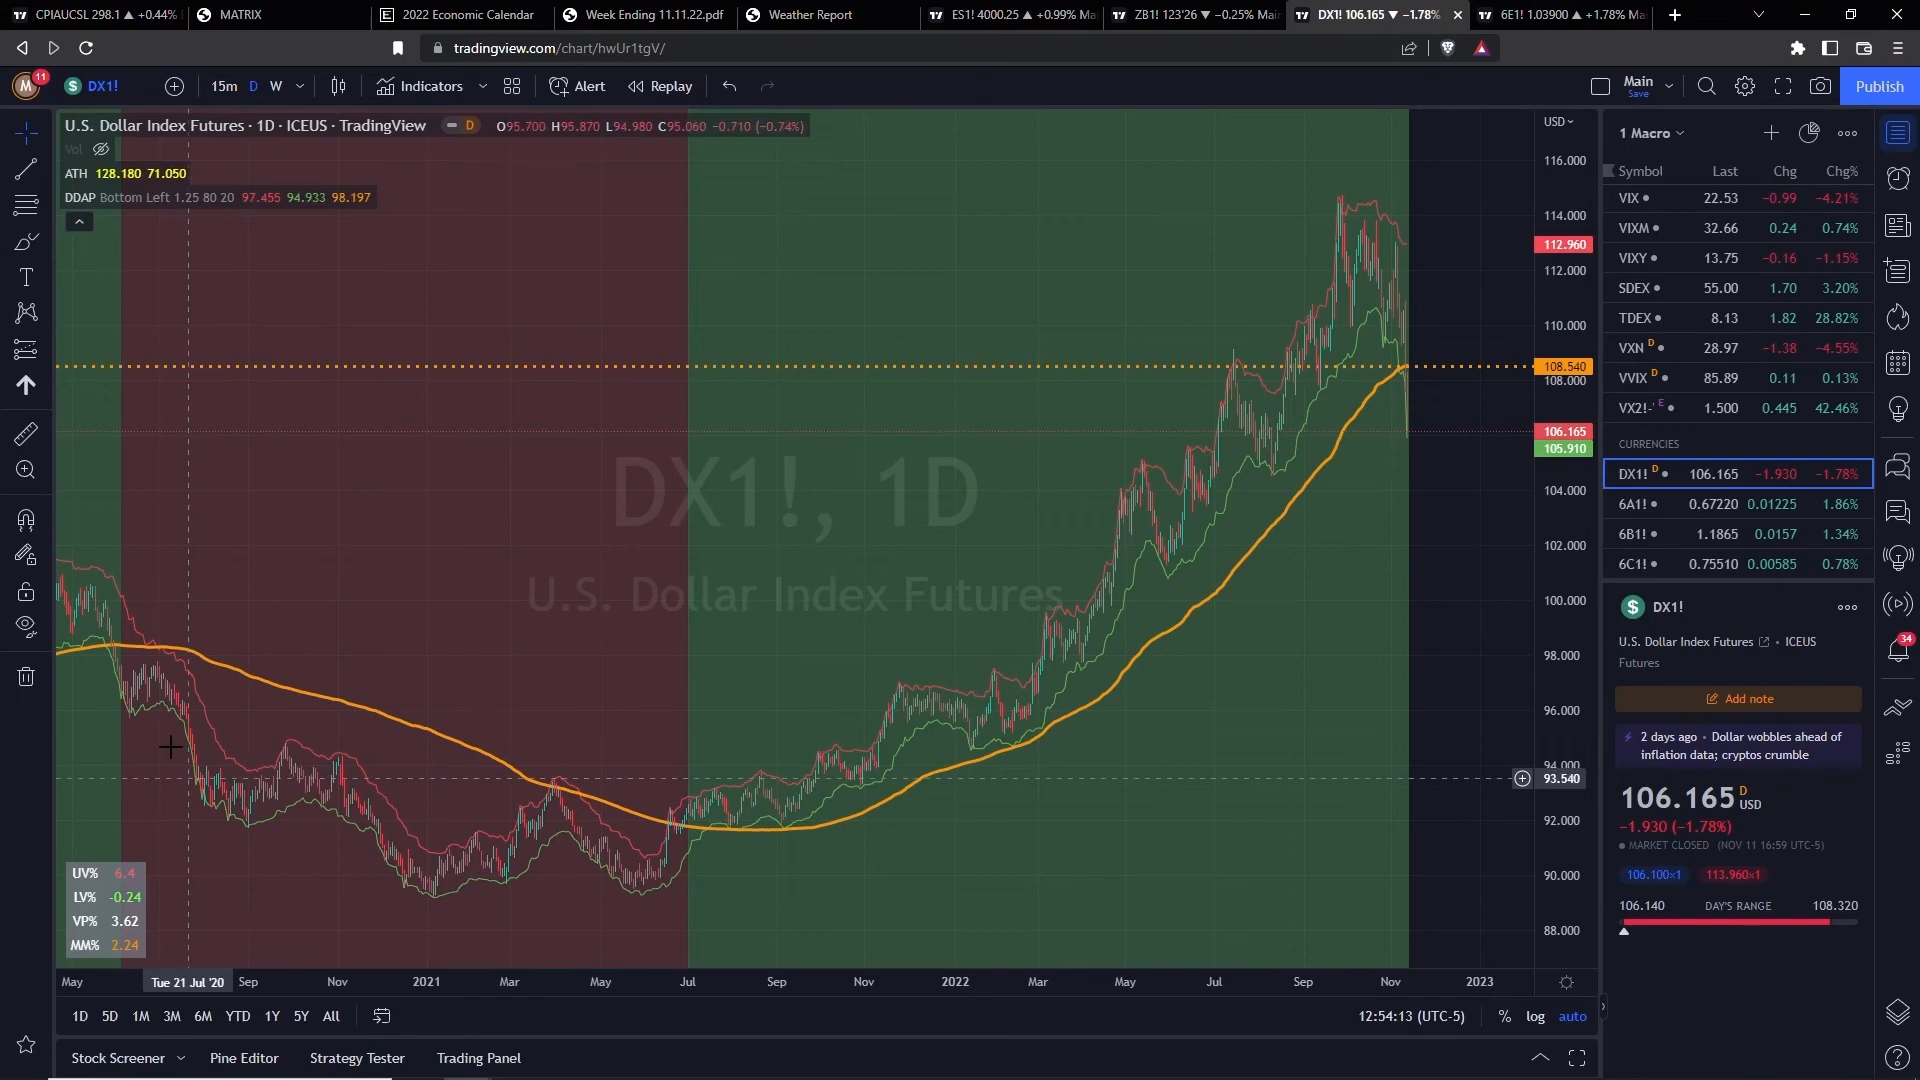 CPIAUCSL 298.1 ▲ +0.44%
MATRIX
2022 Economic Calendar
Week Ending 11.11.22.pdf
Weather Report
ES1! 4000.25 ▲ +0.99% Mai
ZB1! 123'26 ▼ −0.25% Main
DX1! 106.165 ▼ −1.78%
6E1! 1.03900 ▲ +1.78% Mai
tradingview.com/chart/hwUr1tgV/
M 11
DX1!
15m D W
Indicators
Alert
Replay
Main
Save
Publish
U.S. Dollar Index Futures · 1D · ICEUS · TradingView
D
O95.700 H95.870 L94.980 C95.060 −0.710 (−0.74%)
Vol
ATH 128.180 71.050
DDAP Bottom Left 1.25 80 20 97.455 94.933 98.197
DX1!, 1D
U.S. Dollar Index Futures
UV% 6.4
LV% -0.24
VP% 3.62
MM% 2.24
USD
116.000
114.000
112.960
112.000
110.000
108.540
108.000
106.165
105.910
104.000
102.000
100.000
98.000
96.000
94.000
93.540
92.000
90.000
88.000
May
Tue 21 Jul '20
Sep
Nov
2021
Mar
May
Jul
Sep
Nov
2022
Mar
May
Jul
Sep
Nov
2023
1D 5D 1M 3M 6M YTD 1Y 5Y All
12:54:13 (UTC-5)
% log auto
Stock Screener
Pine Editor
Strategy Tester
Trading Panel
1 Macro
Symbol Last Chg Chg%
VIX 22.53 −0.99 −4.21%
VIXM 32.66 0.24 0.74%
VIXY 13.75 −0.16 −1.15%
SDEX 55.00 1.70 3.20%
TDEX 8.13 1.82 28.82%
VXN D 28.97 −1.38 −4.55%
VVIX D 85.89 0.11 0.13%
VX2!-' E 1.500 0.445 42.46%
CURRENCIES
DX1! D 106.165 −1.930 −1.78%
6A1! 0.67220 0.01225 1.86%
6B1! 1.1865 0.0157 1.34%
6C1! 0.75510 0.00585 0.78%
DX1!
U.S. Dollar Index Futures • ICEUS
Futures
Add note
2 days ago • Dollar wobbles ahead of
inflation data; cryptos crumble
106.165 D USD
−1.930 (−1.78%)
MARKET CLOSED (NOV 11 16:59 UTC-5)
106.100×1 113.960×1
106.140 DAY'S RANGE 108.320
34